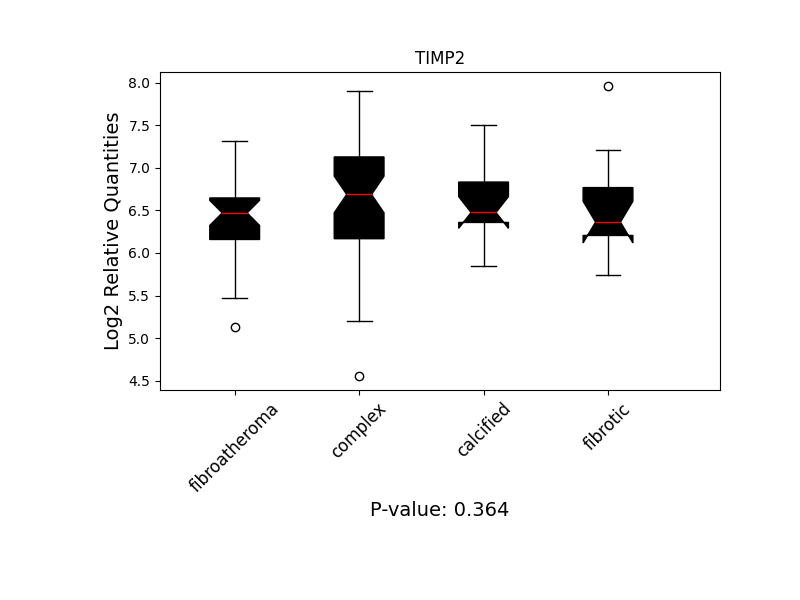 TIMP2
Log2 Relative Quantities
8.0
7.5
7.0
6.5
6.0
5.5
5.0
4.5
fibroatheroma
complex
calcified
fibrotic
P-value: 0.364